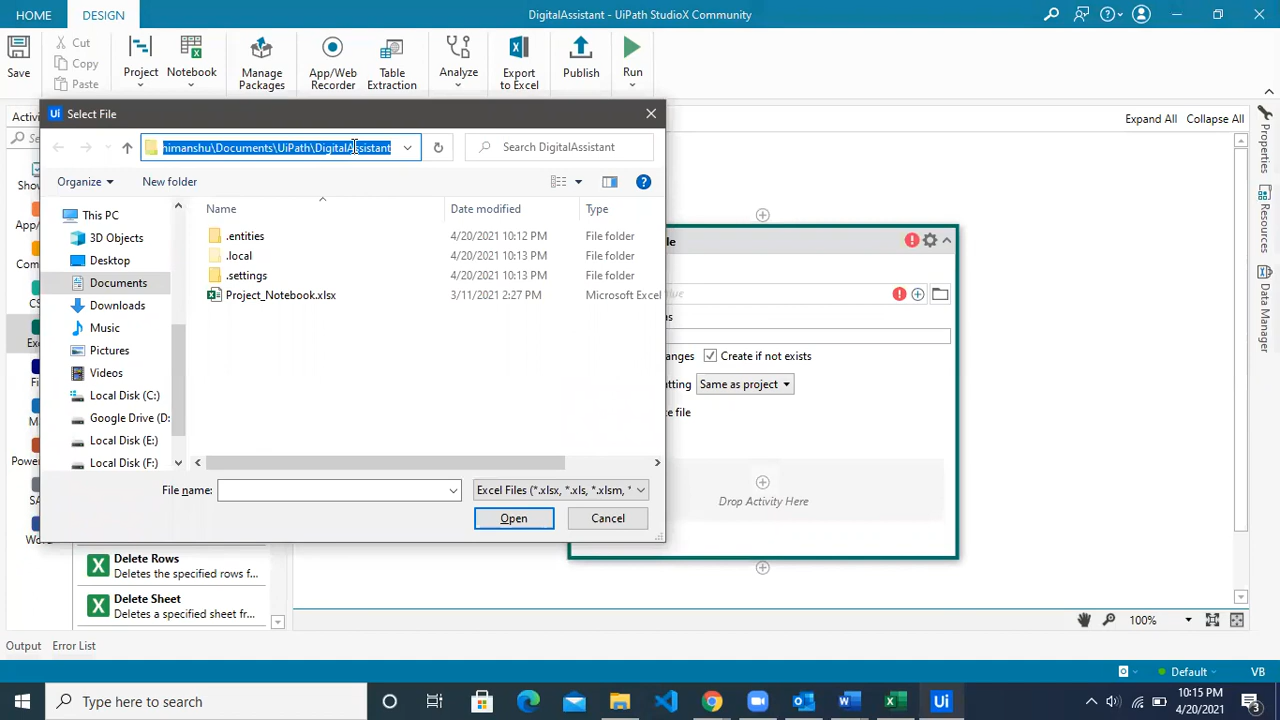 HOME
DESIGN
DigitalAssistant - UiPath StudioX Community
Save
Cut
Copy
Paste
Project
Notebook
Manage Packages
App/Web Recorder
Table Extraction
Analyze
Export to Excel
Publish
Run
Expand All
Collapse All
Ui Select File
himanshu\Documents\UiPath\DigitalAssistant
Search DigitalAssistant
Organize
New folder
Name
Date modified
Type
This PC
3D Objects
Desktop
Documents
Downloads
Music
Pictures
Videos
Local Disk (C:)
Google Drive (D:
Local Disk (E:)
Local Disk (F:)
.entities 4/20/2021 10:12 PM File folder
.local 4/20/2021 10:13 PM File folder
.settings 4/20/2021 10:13 PM File folder
Project_Notebook.xlsx 3/11/2021 2:27 PM Microsoft Excel
File name:
Excel Files (*.xlsx, *.xls, *.xlsm, *
Open
Cancel
Create if not exists
Same as project
Drop Activity Here
Delete Rows
Deletes the specified rows f...
Delete Sheet
Deletes a specified sheet fr...
Properties
Resources
Data Manager
100%
Output
Error List
Default
VB
Type here to search
Ui
10:15 PM
4/20/2021
3